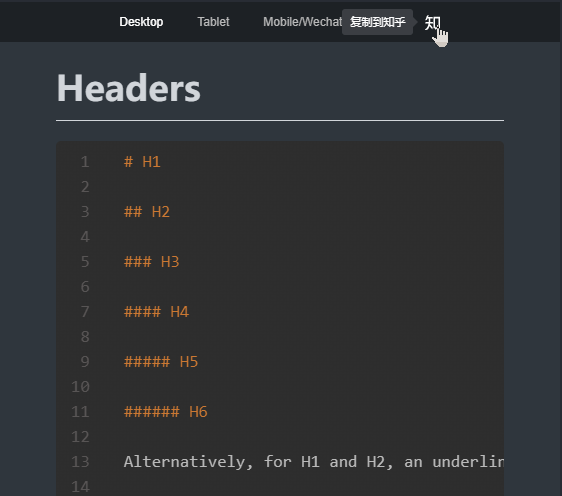 Desktop Tablet Mobile/Wechat 复制到知乎 知
Headers
1 # H1
2
3 ## H2
4
5 ### H3
6
7 #### H4
8
9 ##### H5
10
11 ###### H6
12
13 Alternatively, for H1 and H2, an underlin
14